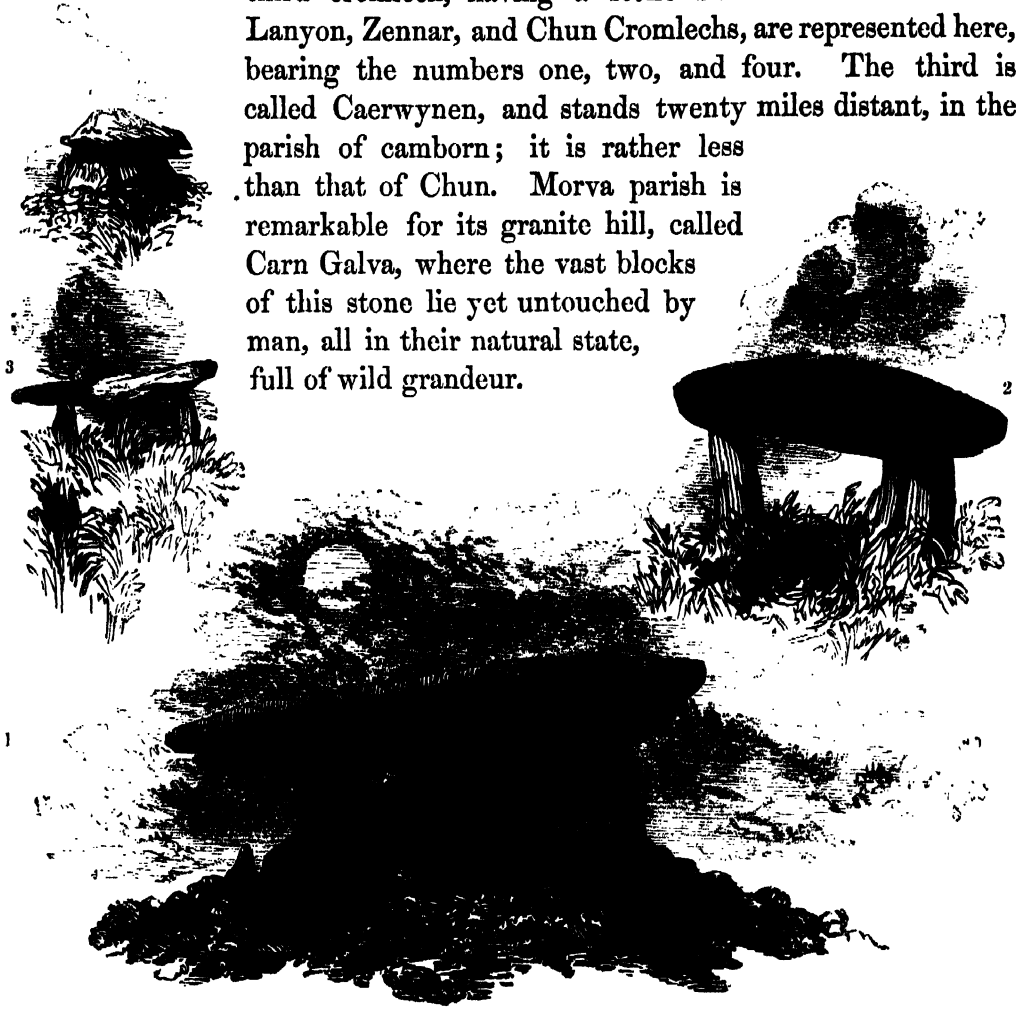 Lanyon, Zennar, and Chun Cromlechs, are represented here,
bearing the numbers one, two, and four. The third is
called Caerwynen, and stands twenty miles distant, in the
parish of camborn; it is rather less
than that of Chun. Morva parish is
remarkable for its granite hill, called
Carn Galva, where the vast blocks
of this stone lie yet untouched by
man, all in their natural state,
full of wild grandeur.
3
2
1